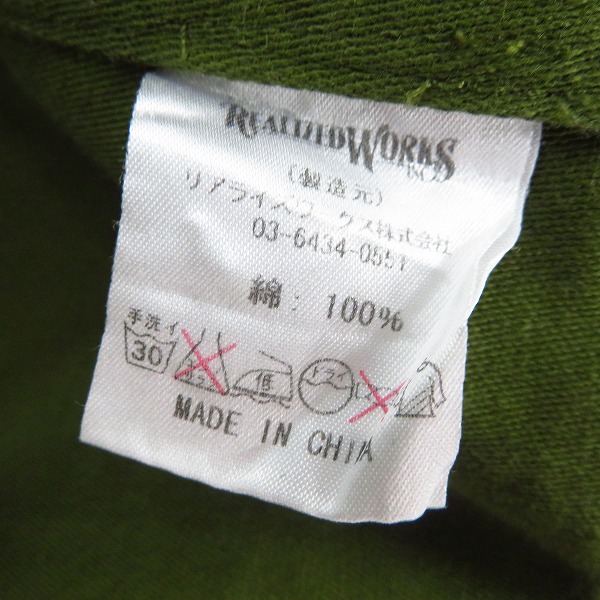 REALIZEDWORKS
INC.
(製造元)
リアライズワークス株式会社
03-6434-0551
綿: 100%
手洗イ
30 低 ドライ
MADE IN CHINA